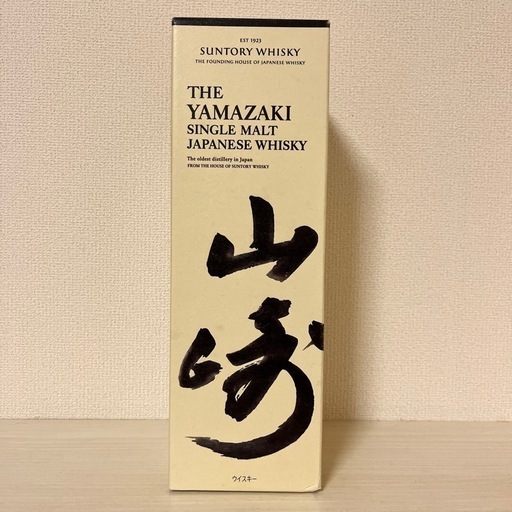 EST 1923
SUNTORY WHISKY
THE FOUNDING HOUSE OF JAPANESE WHISKY
THE
YAMAZAKI
SINGLE MALT
JAPANESE WHISKY
The oldest distillery in Japan
FROM THE HOUSE OF SUNTORY WHISKY
山
崎
ウイスキー